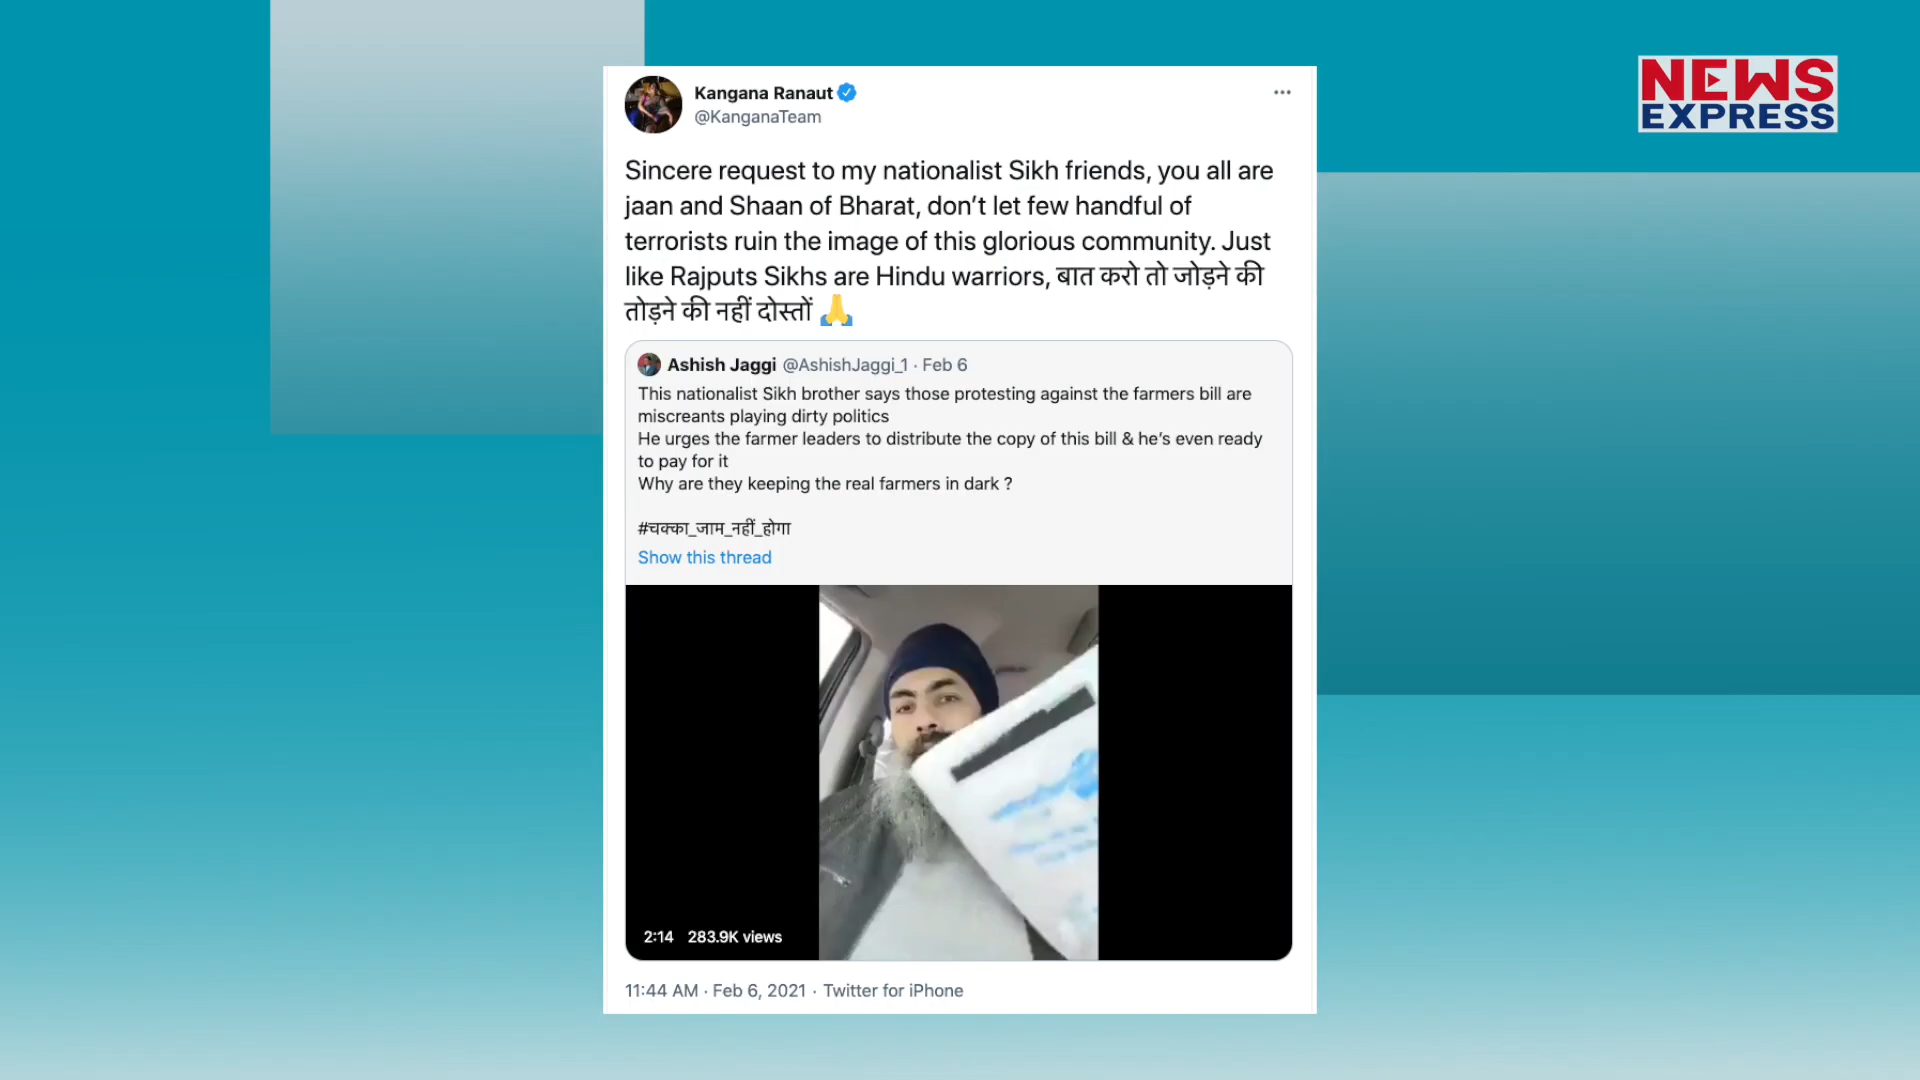 NEWS
EXPRESS
Kangana Ranaut
@KanganaTeam
Sincere request to my nationalist Sikh friends, you all are
jaan and Shaan of Bharat, don’t let few handful of
terrorists ruin the image of this glorious community. Just
like Rajputs Sikhs are Hindu warriors, बात करो तो जोड़ने की
तोड़ने की नहीं दोस्तों 🙏
Ashish Jaggi @AshishJaggi_1 · Feb 6
This nationalist Sikh brother says those protesting against the farmers bill are
miscreants playing dirty politics
He urges the farmer leaders to distribute the copy of this bill & he’s even ready
to pay for it
Why are they keeping the real farmers in dark ?
#चक्का_जाम_नहीं_होगा
Show this thread
2:14 283.9K views
11:44 AM · Feb 6, 2021 · Twitter for iPhone